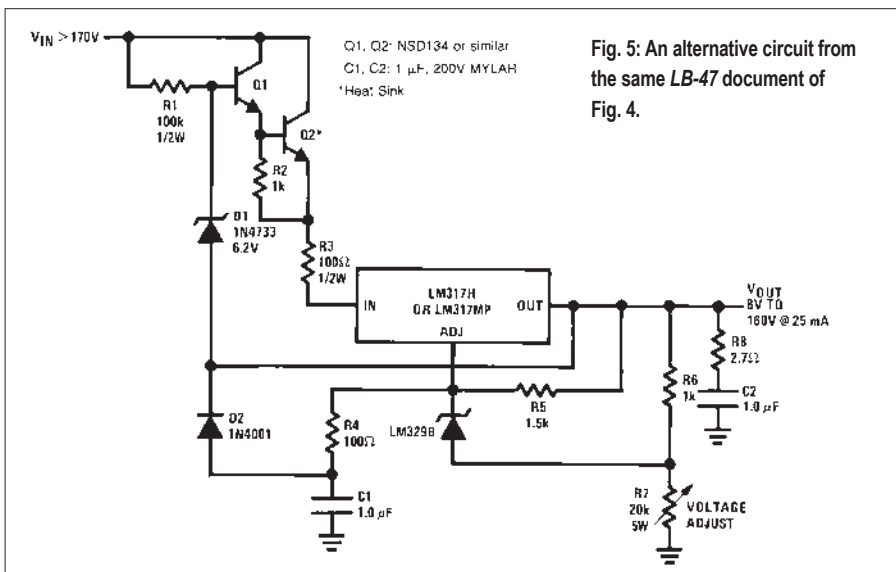 VIN > 170V
Q1, Q2* NSD134 or similar
C1, C2: 1 µF, 200V MYLAR
*Heat Sink
Fig. 5: An alternative circuit from
the same LB-47 document of
Fig. 4.
Q1
R1
100k
1/2W
Q2*
R2
1k
D1
1N4733
6.2V
R3
100Ω
1/2W
LM317H
OR LM317MP
IN
OUT
ADJ
VOUT
8V TO
160V @ 25 mA
R8
2.7Ω
R6
1k
C2
1.0 µF
R5
1.5k
D2
1N4001
R4
100Ω
LM329B
C1
1.0 µF
R7
20k
5W
VOLTAGE
ADJUST